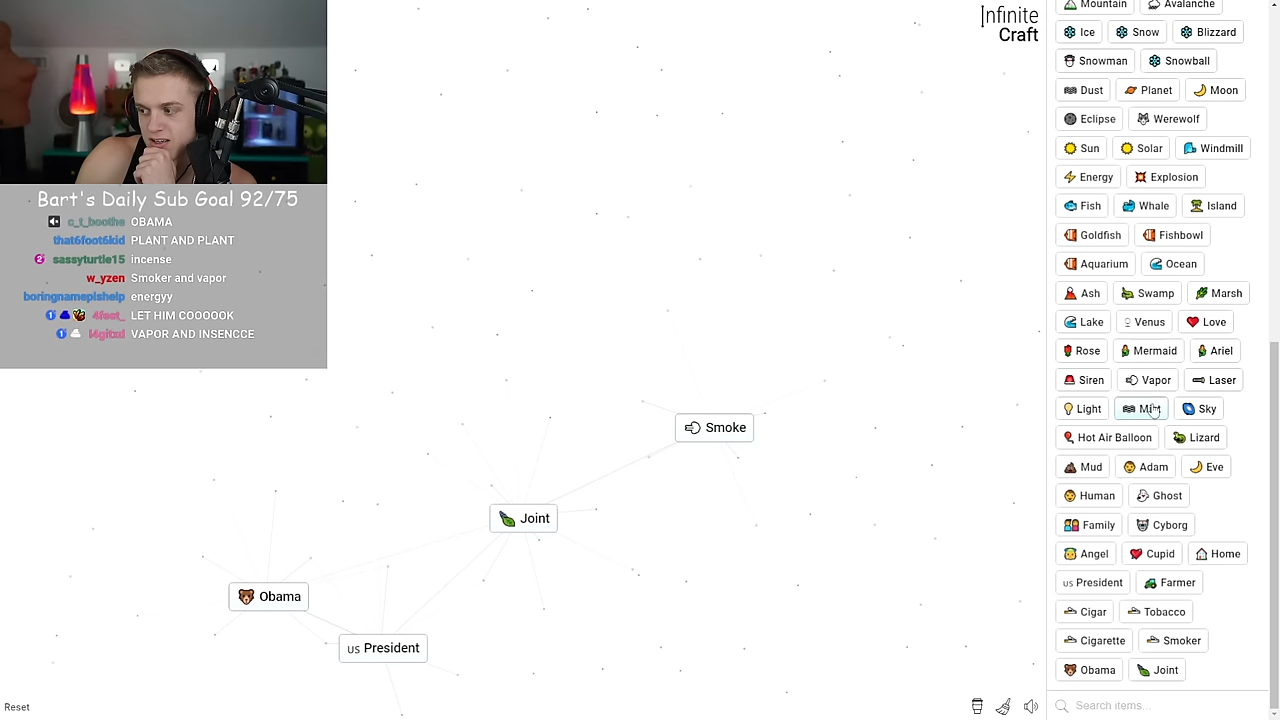 Infinite
Craft
Bart's Daily Sub Goal 92/75
c_t_boothe OBAMA
that6foot6kid PLANT AND PLANT
sassyturtle15 incense
w_yzen Smoker and vapor
boringnameplshelp energyy
4feet_ LET HIM COOOOOK
VAPOR AND INSENCCE
Smoke
Joint
Obama
US President
Reset
Mountain Avalanche
Ice Snow Blizzard
Snowman Snowball
Dust Planet Moon
Eclipse Werewolf
Sun Solar Windmill
Energy Explosion
Fish Whale Island
Goldfish Fishbowl
Aquarium Ocean
Ash Swamp Marsh
Lake Venus Love
Rose Mermaid Ariel
Siren Vapor Laser
Light Sky
Hot Air Balloon Lizard
Mud Adam Eve
Human Ghost
Family Cyborg
Angel Cupid Home
US President Farmer
Cigar Tobacco
Cigarette Smoker
Obama Joint
Search items...